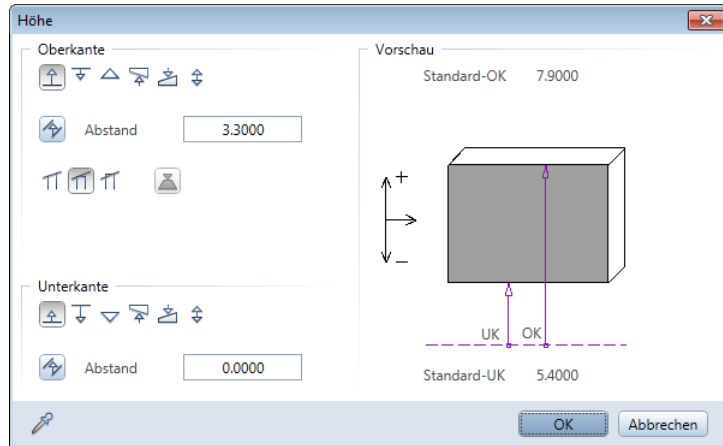 Höhe
Oberkante
Abstand 3.3000
Unterkante
Abstand 0.0000
Vorschau
Standard-OK 7.9000
+
−
UK OK
Standard-UK 5.4000
OK Abbrechen